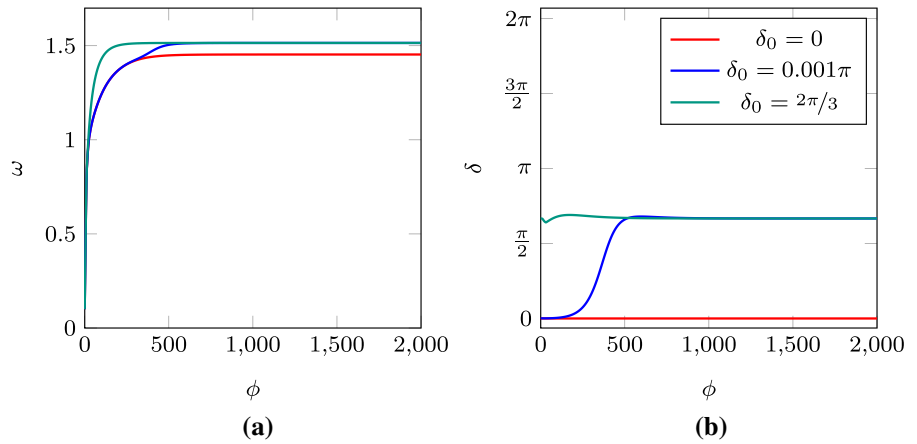 1.5
1
0.5
0
ω
0 500 1,000 1,500 2,000
ϕ
(a)
2π
3π/2
π
π/2
0
δ
δ₀ = 0
δ₀ = 0.001π
δ₀ = 2π/3
0 500 1,000 1,500 2,000
ϕ
(b)